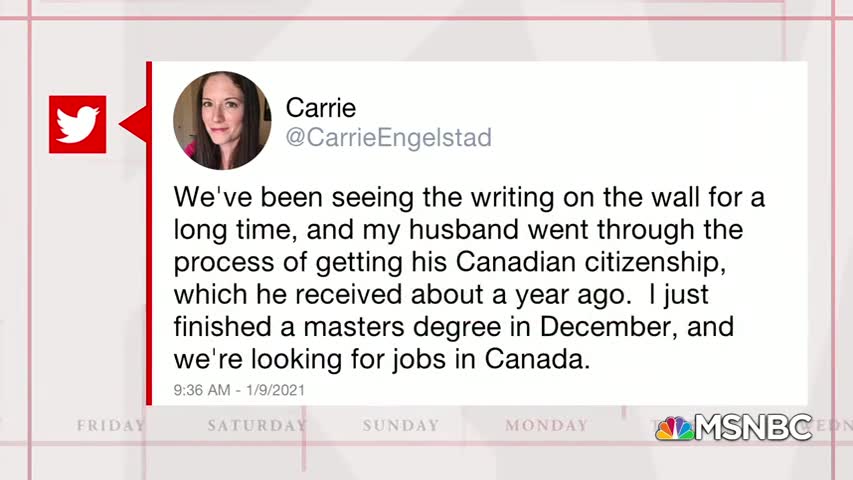 Carrie
@CarrieEngelstad
We've been seeing the writing on the wall for a
long time, and my husband went through the
process of getting his Canadian citizenship,
which he received about a year ago.  I just
finished a masters degree in December, and
we're looking for jobs in Canada.
9:36 AM - 1/9/2021
FRIDAY SATURDAY SUNDAY MONDAY
MSNBC